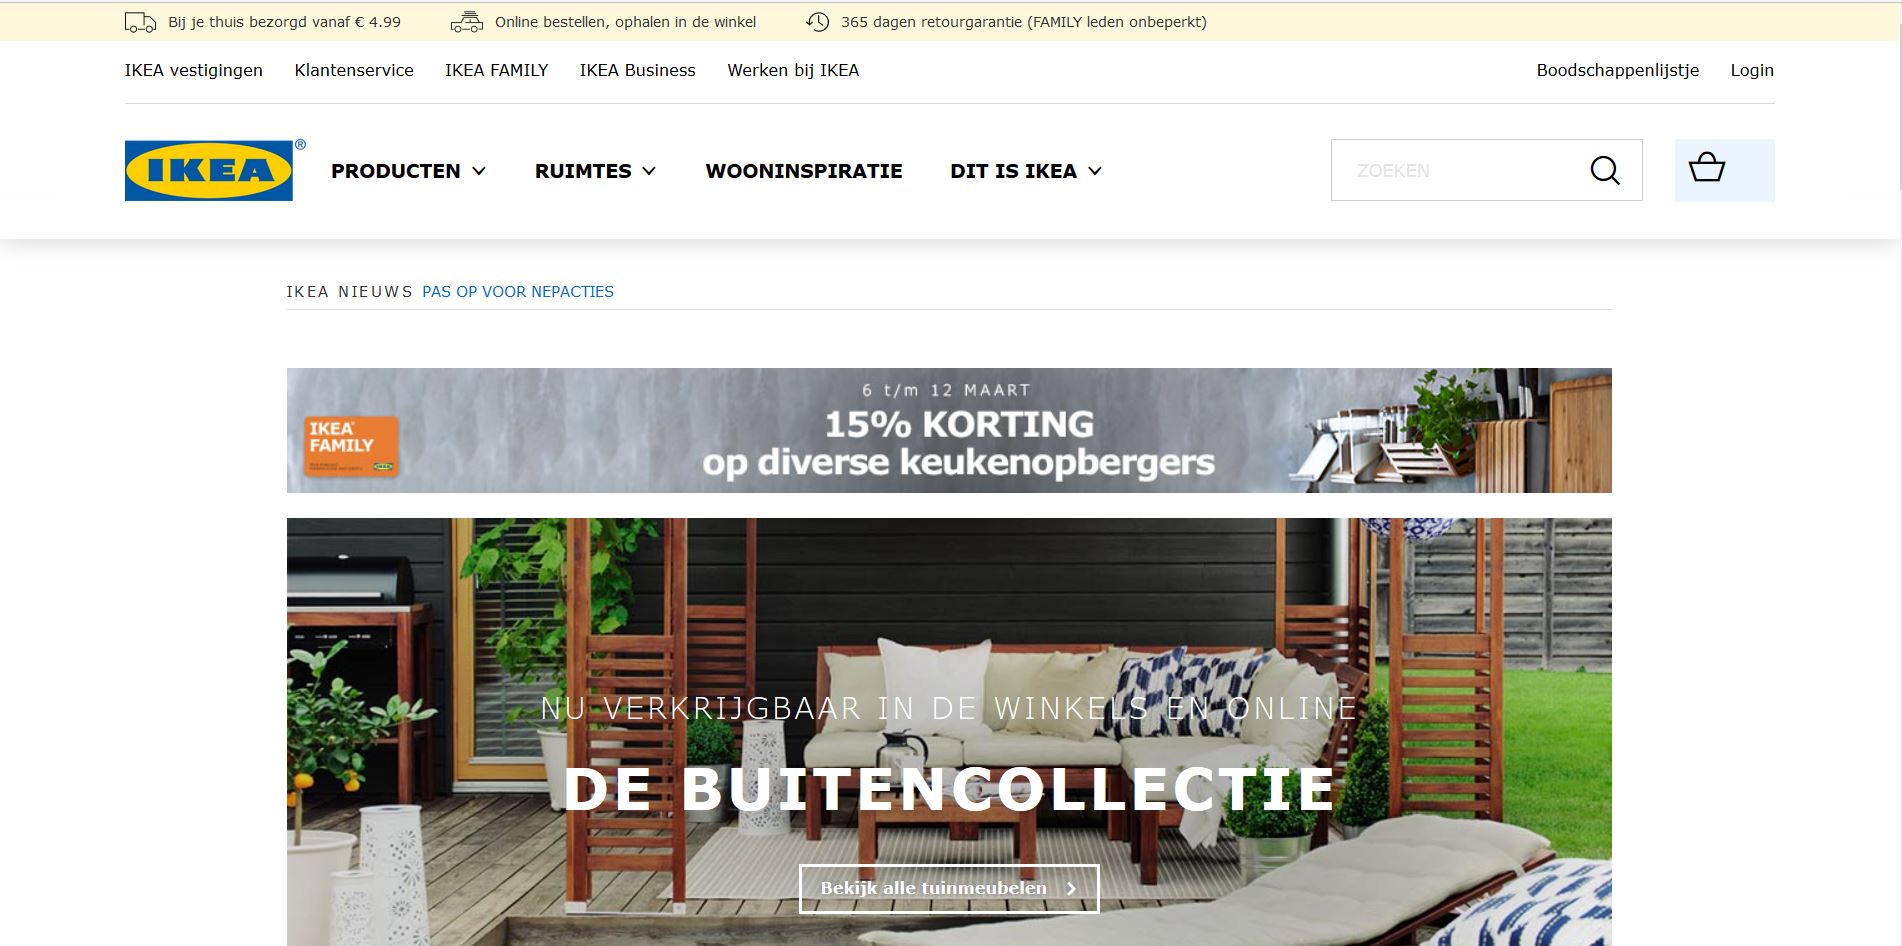 Bij je thuis bezorgd vanaf € 4.99
Online bestellen, ophalen in de winkel
365 dagen retourgarantie (FAMILY leden onbeperkt)
IKEA vestigingen
Klantenservice
IKEA FAMILY
IKEA Business
Werken bij IKEA
Boodschappenlijstje
Login
IKEA®
PRODUCTEN
RUIMTES
WOONINSPIRATIE
DIT IS IKEA
ZOEKEN
IKEA NIEUWS PAS OP VOOR NEPACTIES
6 t/m 12 MAART
15% KORTING
op diverse keukenopbergers
IKEA
FAMILY
IKEA
NU VERKRIJGBAAR IN DE WINKELS EN ONLINE
DE BUITENCOLLECTIE
Bekijk alle tuinmeubelen